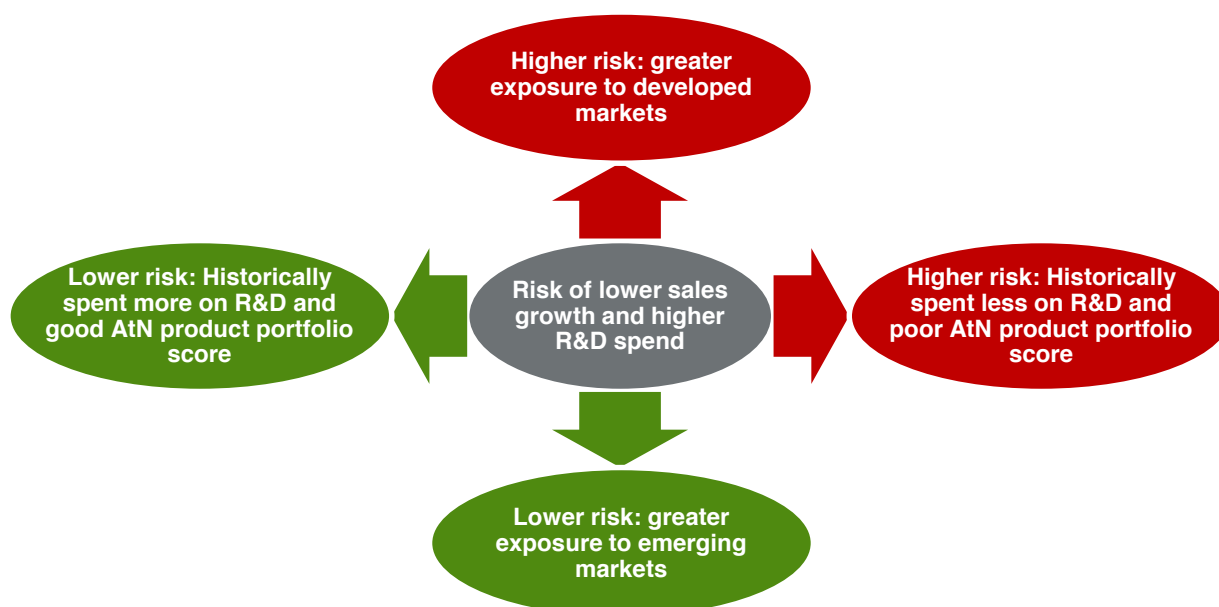 Higher risk: greater
exposure to developed
markets
Lower risk: Historically
spent more on R&D and
good AtN product portfolio
score
Risk of lower sales
growth and higher
R&D spend
Higher risk: Historically
spent less on R&D and
poor AtN product portfolio
score
Lower risk: greater
exposure to emerging
markets